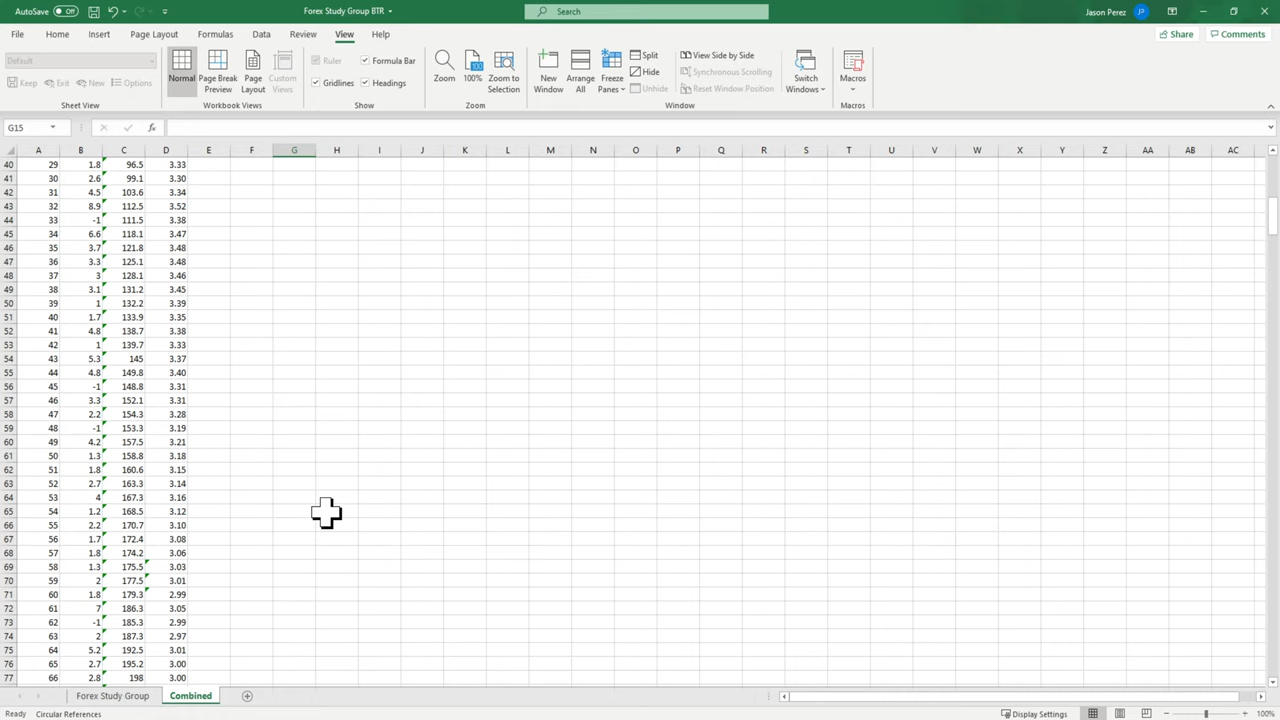 AutoSave Off Forex Study Group BTR Search Jason Perez JP
File Home Insert Page Layout Formulas Data Review View Help Share Comments
Default
Keep Exit New Options
Sheet View
Normal Page Break Preview Page Layout Custom Views
Workbook Views
Ruler Formula Bar
Gridlines Headings
Show
Zoom 100% Zoom to Selection
Zoom
New Window Arrange All Freeze Panes
Split
Hide
Unhide
View Side by Side
Synchronous Scrolling
Reset Window Position
Window
Switch Windows
Macros
Macros
G15 fx
A B C D E F G H I J K L M N O P Q R S T U V W X Y Z AA AB AC
40 29 1.8 96.5 3.33
41 30 2.6 99.1 3.30
42 31 4.5 103.6 3.34
43 32 8.9 112.5 3.52
44 33 -1 111.5 3.38
45 34 6.6 118.1 3.47
46 35 3.7 121.8 3.48
47 36 3.3 125.1 3.48
48 37 3 128.1 3.46
49 38 3.1 131.2 3.45
50 39 1 132.2 3.39
51 40 1.7 133.9 3.35
52 41 4.8 138.7 3.38
53 42 1 139.7 3.33
54 43 5.3 145 3.37
55 44 4.8 149.8 3.40
56 45 -1 148.8 3.31
57 46 3.3 152.1 3.31
58 47 2.2 154.3 3.28
59 48 -1 153.3 3.19
60 49 4.2 157.5 3.21
61 50 1.3 158.8 3.18
62 51 1.8 160.6 3.15
63 52 2.7 163.3 3.14
64 53 4 167.3 3.16
65 54 1.2 168.5 3.12
66 55 2.2 170.7 3.10
67 56 1.7 172.4 3.08
68 57 1.8 174.2 3.06
69 58 1.3 175.5 3.03
70 59 2 177.5 3.01
71 60 1.8 179.3 2.99
72 61 7 186.3 3.05
73 62 -1 185.3 2.99
74 63 2 187.3 2.97
75 64 5.2 192.5 3.01
76 65 2.7 195.2 3.00
77 66 2.8 198 3.00
Forex Study Group Combined
Ready Circular References Display Settings 100%